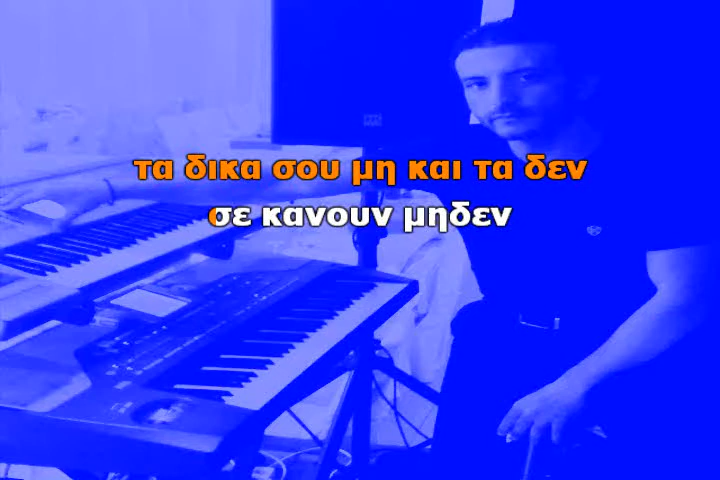 τα δικα σου μη και τα δεν
σε κανουν μηδεν